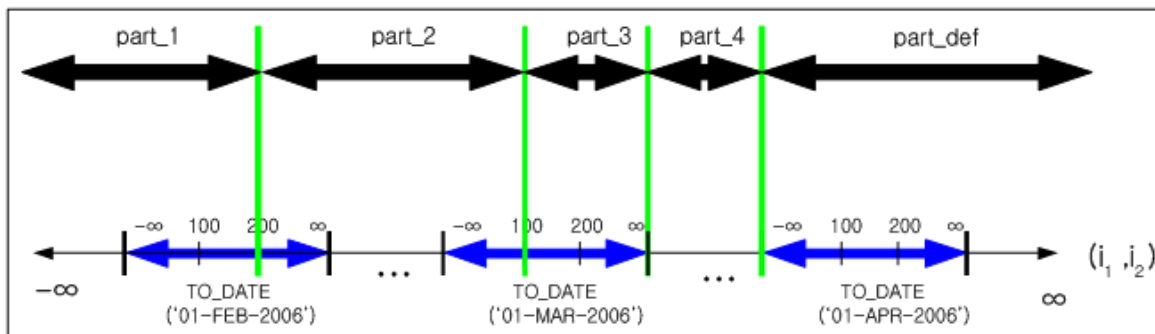 part_1 part_2 part_3 part_4 part_def
-∞ 100 200 ∞ -∞ 100 200 ∞ -∞ 100 200 ∞
... ... (i1 ,i2)
-∞ TO_DATE TO_DATE TO_DATE ∞
('01-FEB-2006') ('01-MAR-2006') ('01-APR-2006')